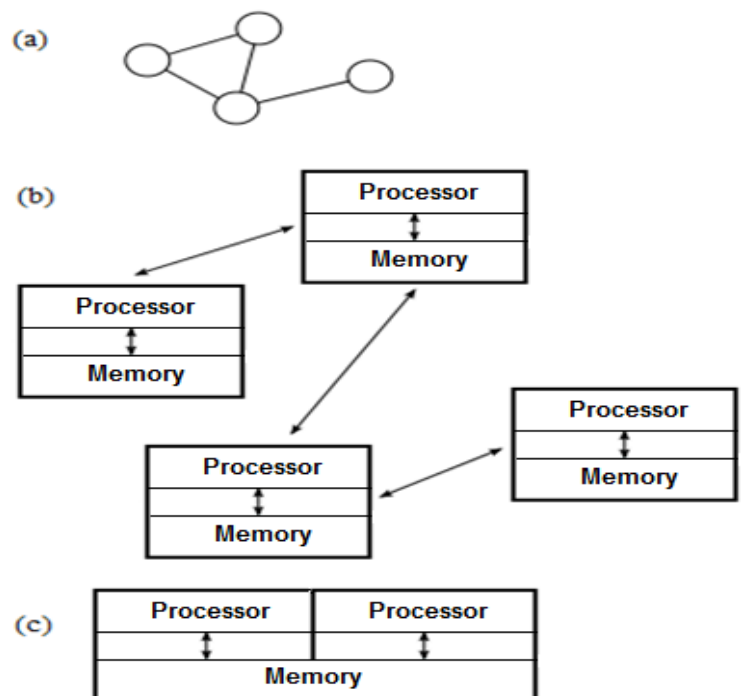 (a)
(b)
Processor
Memory
Processor
Memory
Processor
Memory
Processor
Memory
(c)
Processor Processor
Memory